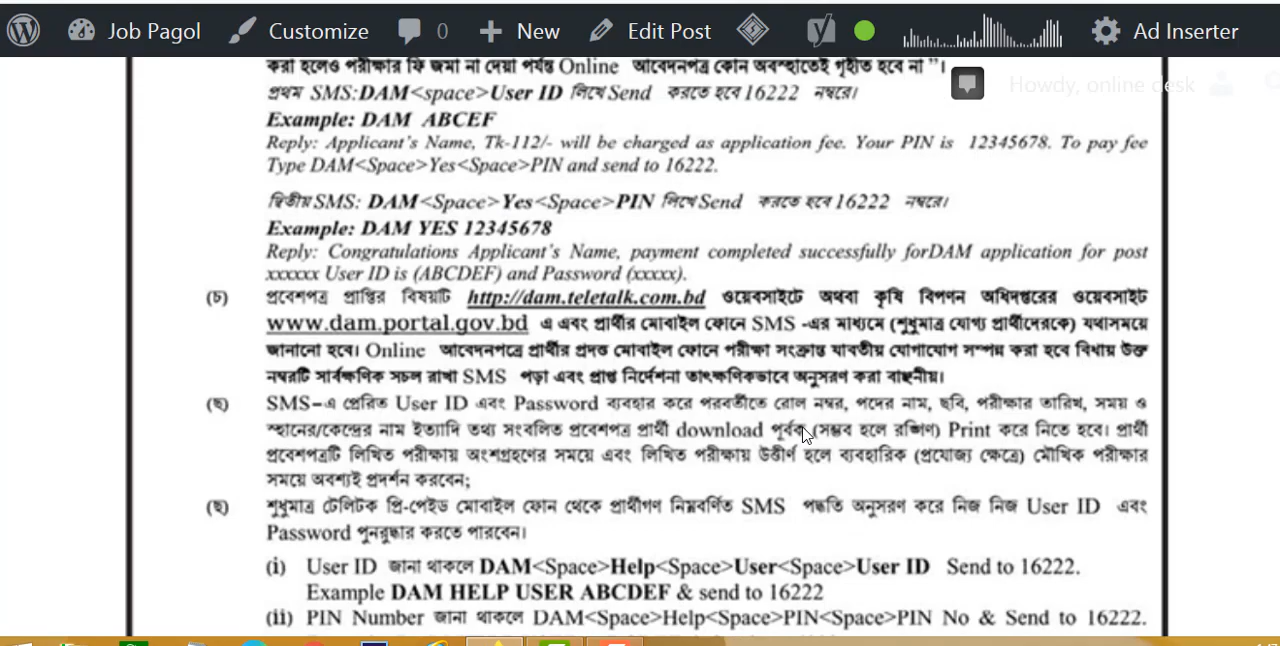 Job Pagol Customize 0 New Edit Post Ad Inserter
করা হলেও পরীক্ষার ফি জমা না দেয়া পর্যন্ত Online আবেদনপত্র কোন অবস্থাতেই গৃহীত হবে না"।
Howdy, online desk
প্রথম SMS:DAM<space>User ID লিখে Send করতে হবে 16222 নম্বরে।
Example: DAM ABCEF
Reply: Applicant's Name, Tk-112/- will be charged as application fee. Your PIN is 12345678. To pay fee
Type DAM<Space>Yes<Space>PIN and send to 16222.
দ্বিতীয় SMS: DAM<Space>Yes<Space>PIN লিখে Send করতে হবে 16222 নম্বরে।
Example: DAM YES 12345678
Reply: Congratulations Applicant's Name, payment completed successfully forDAM application for post
xxxxxx User ID is (ABCDEF) and Password (xxxxx).
(চ) প্রবেশপত্র প্রাপ্তির বিষয়টি http://dam.teletalk.com.bd ওয়েবসাইটে অথবা কৃষি বিপণন অধিদপ্তরের ওয়েবসাইট
www.dam.portal.gov.bd এ এবং প্রার্থীর মোবাইল ফোনে SMS -এর মাধ্যমে (শুধুমাত্র যোগ্য প্রার্থীদেরকে) যথাসময়ে
জানানো হবে। Online আবেদনপত্রে প্রার্থীর প্রদত্ত মোবাইল ফোনে পরীক্ষা সংক্রান্ত যাবতীয় যোগাযোগ সম্পন্ন করা হবে বিধায় উক্ত
নম্বরটি সার্বক্ষণিক সচল রাখা SMS পড়া এবং প্রাপ্ত নির্দেশনা তাৎক্ষণিকভাবে অনুসরণ করা বাঞ্ছনীয়।
(ছ) SMS-এ প্রেরিত User ID এবং Password ব্যবহার করে পরবর্তীতে রোল নম্বর, পদের নাম, ছবি, পরীক্ষার তারিখ, সময় ও
স্থানের/কেন্দ্রের নাম ইত্যাদি তথ্য সংবলিত প্রবেশপত্র প্রার্থী download পূর্বক (সম্ভব হলে রঙ্গিণ) Print করে নিতে হবে। প্রার্থী
প্রবেশপত্রটি লিখিত পরীক্ষায় অংশগ্রহণের সময়ে এবং লিখিত পরীক্ষায় উত্তীর্ণ হলে ব্যবহারিক (প্রযোজ্য ক্ষেত্রে) মৌখিক পরীক্ষার
সময়ে অবশ্যই প্রদর্শন করবেন;
(ছ) শুধুমাত্র টেলিটক প্রি-পেইড মোবাইল ফোন থেকে প্রার্থীগণ নিম্নবর্ণিত SMS পদ্ধতি অনুসরণ করে নিজ নিজ User ID এবং
Password পুনরুদ্ধার করতে পারবেন।
(i) User ID জানা থাকলে DAM<Space>Help<Space>User<Space>User ID Send to 16222.
Example DAM HELP USER ABCDEF & send to 16222
(ii) PIN Number জানা থাকলে DAM<Space>Help<Space>PIN<Space>PIN No & Send to 16222.